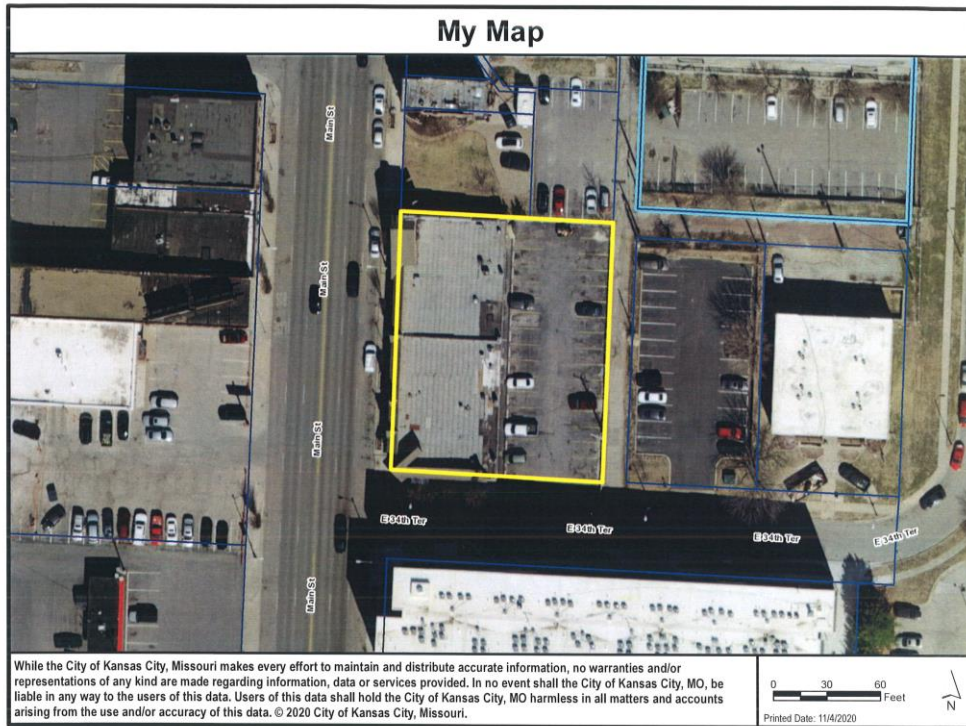 My Map
Main St
Main St
Main St
Main St
E 34th Ter
E 34th Ter
E 34th Ter
E 34th Ter
While the City of Kansas City, Missouri makes every effort to maintain and distribute accurate information, no warranties and/or
representations of any kind are made regarding information, data or services provided. In no event shall the City of Kansas City, MO, be
liable in any way to the users of this data. Users of this data shall hold the City of Kansas City, MO harmless in all matters and accounts
arising from the use and/or accuracy of this data. © 2020 City of Kansas City, Missouri.
0 30 60
Feet
N
Printed Date: 11/4/2020